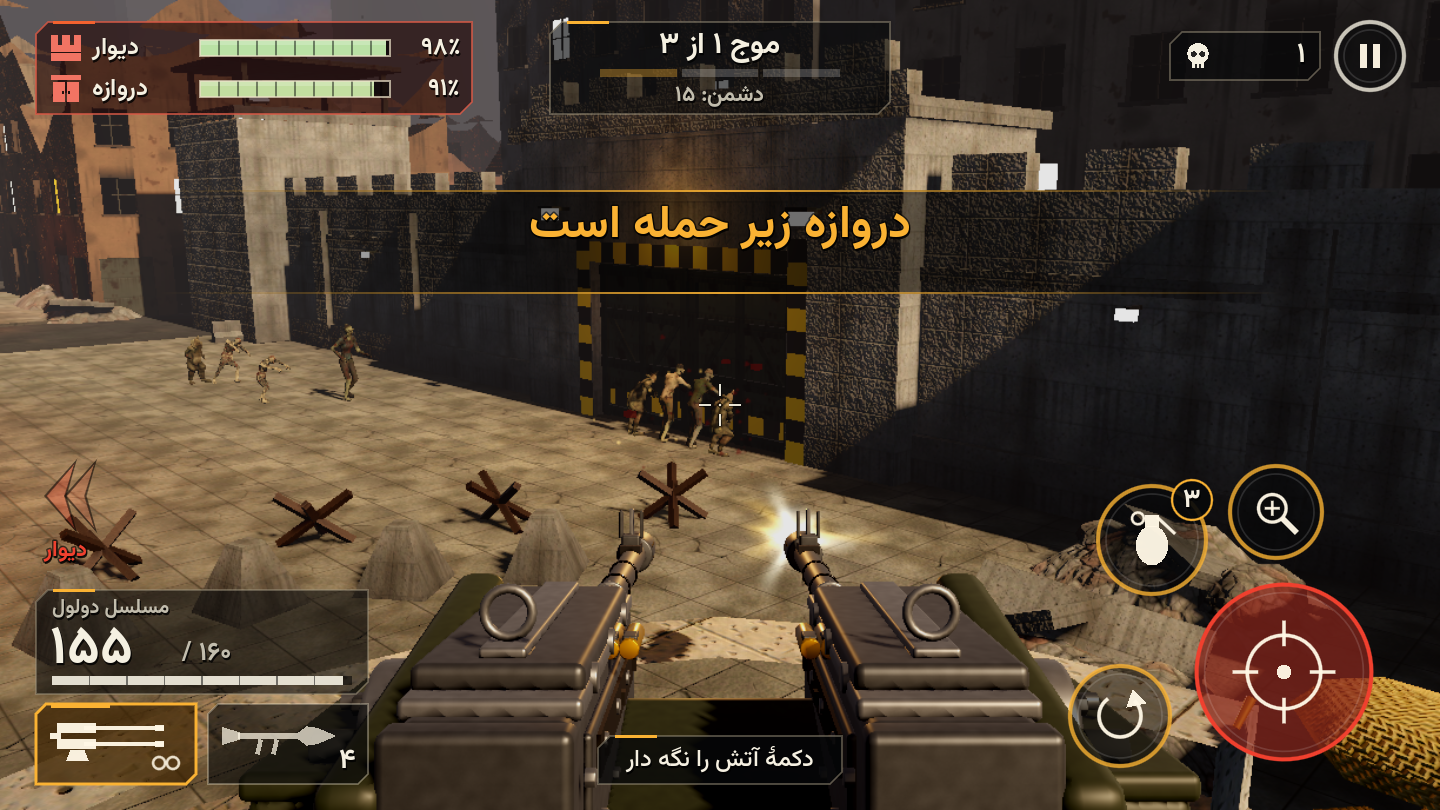 دیوار ۹۸٪
دروازه ۹۱٪
موج ۱ از ۳
دشمن: ۱۵
۱
دروازه زیر حمله است
۳
دیوار
مسلسل دولول
۱۵۵ / ۱۶۰
∞
۴
دکمهٔ آتش را نگه دار